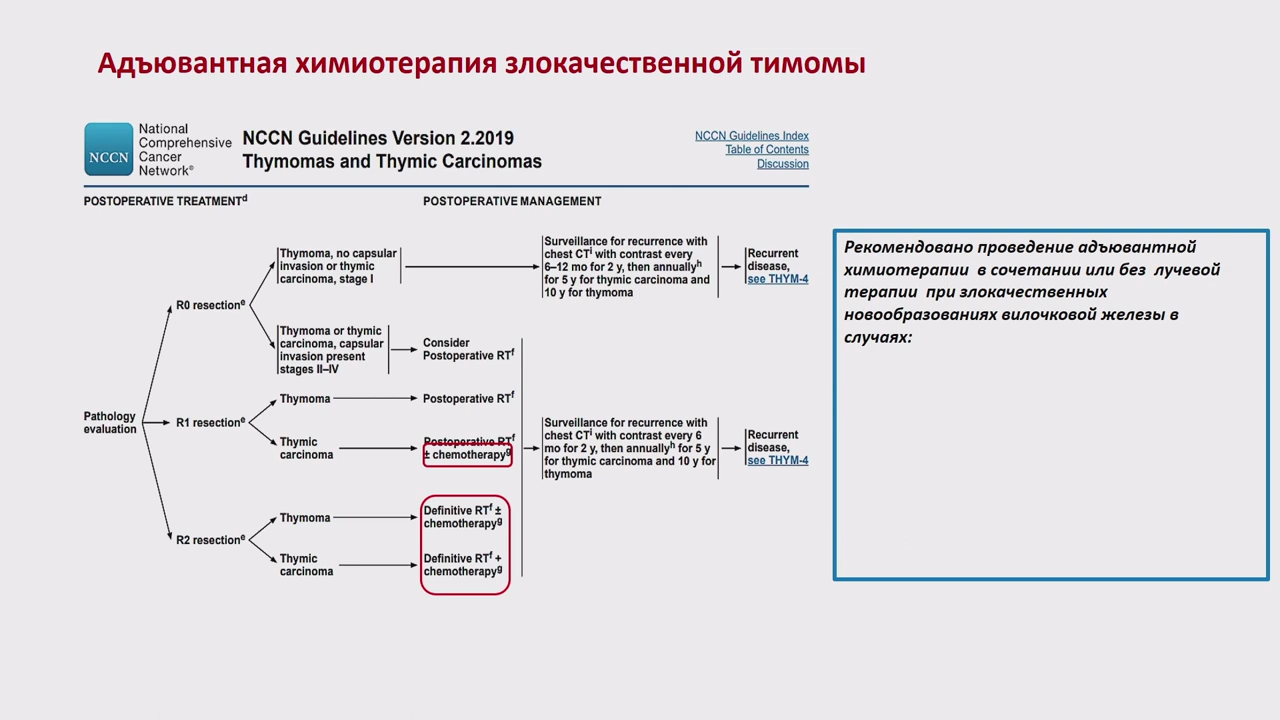 Адъювантная химиотерапия злокачественной тимомы
National
Comprehensive
Cancer
Network®
NCCN
NCCN Guidelines Version 2.2019
Thymomas and Thymic Carcinomas
NCCN Guidelines Index
Table of Contents
Discussion
POSTOPERATIVE TREATMENTd
POSTOPERATIVE MANAGEMENT
Pathology
evaluation
R0 resectione
Thymoma, no capsular
invasion or thymic
carcinoma, stage I
Surveillance for recurrence with
chest CTi with contrast every
6–12 mo for 2 y, then annuallyh
for 5 y for thymic carcinoma and
10 y for thymoma
Recurrent
disease,
see THYM-4
Thymoma or thymic
carcinoma, capsular
invasion present
stages II–IV
Consider
Postoperative RTf
R1 resectione
Thymoma
Postoperative RTf
Thymic
carcinoma
Postoperative RTf
± chemotherapyg
Surveillance for recurrence with
chest CTi with contrast every 6
mo for 2 y, then annuallyh for 5 y
for thymic carcinoma and 10 y for
thymoma
Recurrent
disease,
see THYM-4
R2 resectione
Thymoma
Definitive RTf ±
chemotherapyg
Thymic
carcinoma
Definitive RTf +
chemotherapyg
Рекомендовано проведение адъювантной
химиотерапии в сочетании или без лучевой
терапии при злокачественных
новообразованиях вилочковой железы в
случаях: